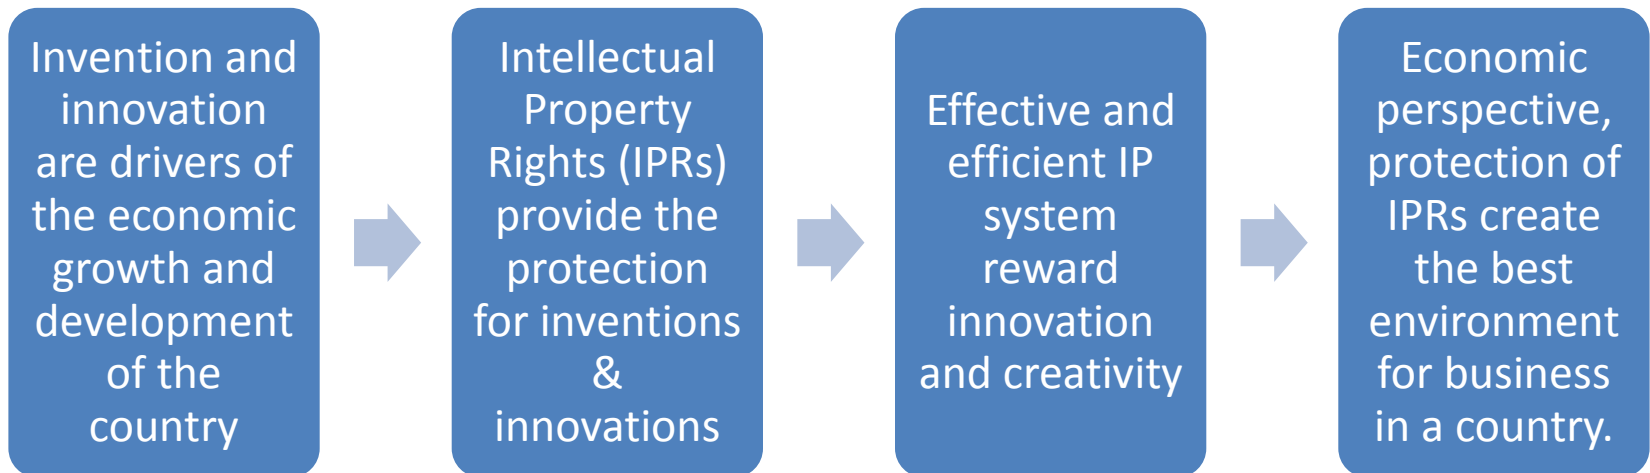 Invention and
innovation
are drivers of
the economic
growth and
development
of the
country
Intellectual
Property
Rights (IPRs)
provide the
protection
for inventions
&
innovations
Effective and
efficient IP
system
reward
innovation
and creativity
Economic
perspective,
protection of
IPRs create
the best
environment
for business
in a country.